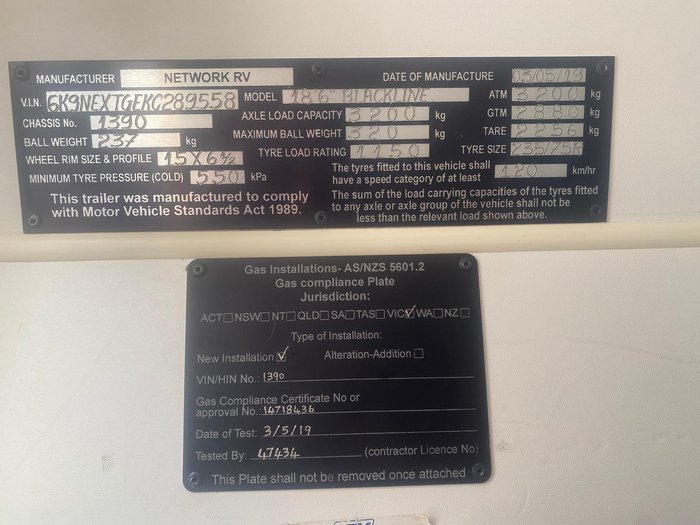 MANUFACTURER NETWORK RV DATE OF MANUFACTURE 03/05/19
V.I.N. 6K9NEXTGEKC289558 MODEL 18'6" BLACKLINE ATM 3200 kg
CHASSIS No. 1390 AXLE LOAD CAPACITY 3200 kg GTM 2880 kg
BALL WEIGHT 237 kg MAXIMUM BALL WEIGHT 320 kg TARE 2256 kg
WHEEL RIM SIZE & PROFILE 15X6½ TYRE LOAD RATING 1150 TYRE SIZE
MINIMUM TYRE PRESSURE (COLD) 550 kPa
The tyres fitted to this vehicle shall
have a speed category of at least 120 km/hr
This trailer was manufactured to comply
with Motor Vehicle Standards Act 1989.
The sum of the load carrying capacities of the tyres fitted
to any axle or axle group of the vehicle shall not be
less than the relevant load shown above.
Gas Installations- AS/NZS 5601.2
Gas compliance Plate
Jurisdiction:
ACT☐NSW☐NT☐QLD☐SA☐TAS☐VIC☑WA☐NZ☐
Type of Installation:
New Installation ☑ Alteration-Addition ☐
VIN/HIN No.: 1390
Gas Compliance Certificate No or
approval No.: 14718436
Date of Test: 3/5/19
Tested By: 47434 (contractor Licence No)
This Plate shall not be removed once attached